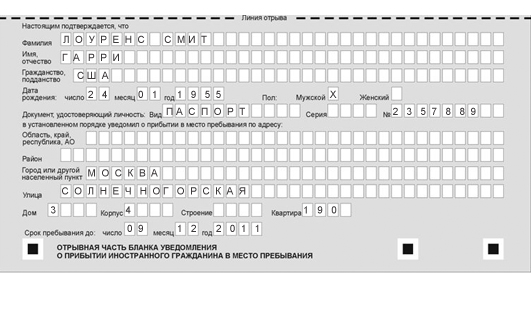 Линия отрыва
Настоящим подтверждается, что
Фамилия ЛОУРЕНС СМИТ
Имя, отчество ГАРРИ
Гражданство, подданство США
Дата рождения: число 24 месяц 01 год 1955 Пол: Мужской X Женский
Документ, удостоверяющий личность: Вид ПАСПОРТ Серия № 2357889
в установленном порядке уведомил о прибытии в место пребывания по адресу:
Область, край, республика, АО
Район
Город или другой населенный пункт МОСКВА
Улица СОЛНЕЧНОГОРСКАЯ
Дом 3 Корпус 4 Строение Квартира 190
Срок пребывания до: число 09 месяц 12 год 2011
ОТРЫВНАЯ ЧАСТЬ БЛАНКА УВЕДОМЛЕНИЯ
О ПРИБЫТИИ ИНОСТРАННОГО ГРАЖДАНИНА В МЕСТО ПРЕБЫВАНИЯ